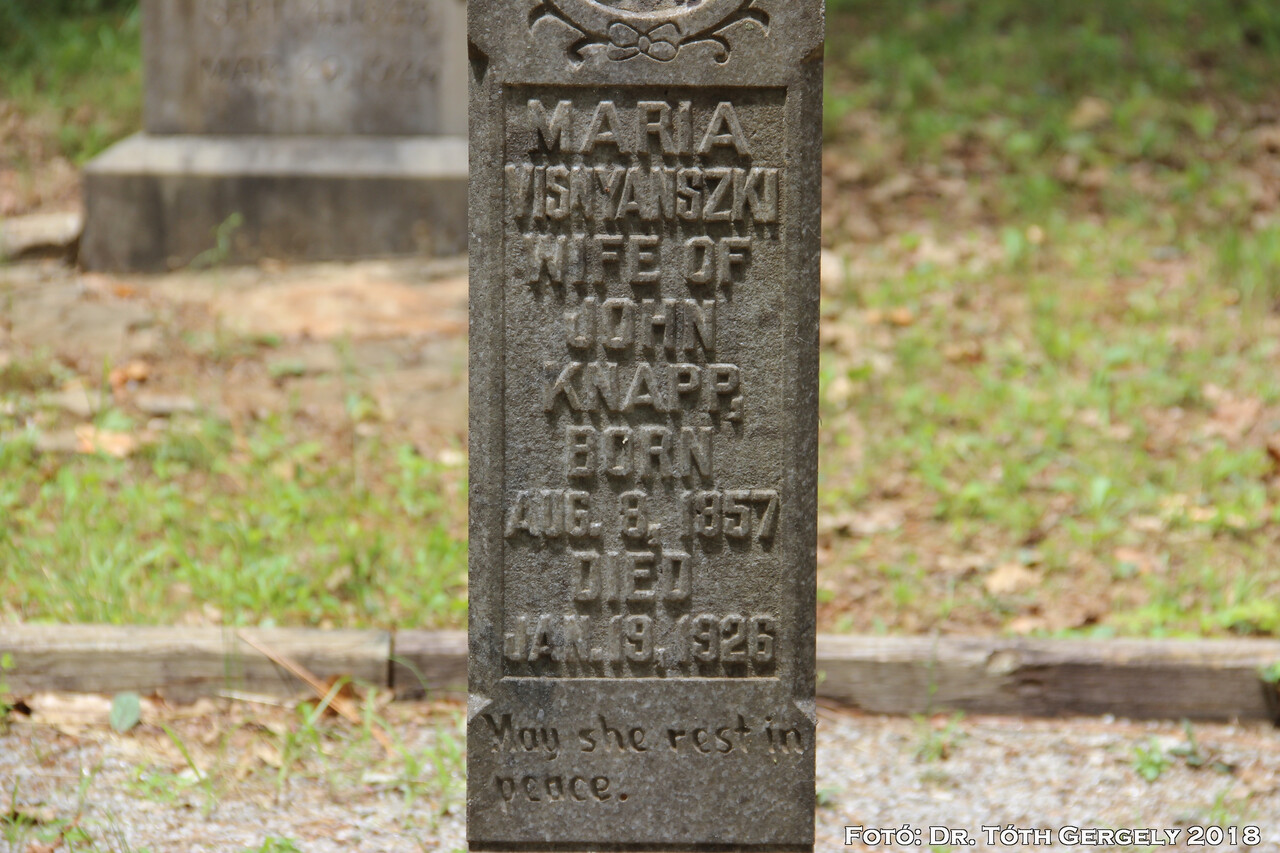 MARIA
VISNYANSZKI
WIFE OF
JOHN
KNAPP.
BORN
AUG. 8, 1857
DIED
JAN. 19, 1926
May she rest in
peace.
Fotó: Dr. Tóth Gergely 2018